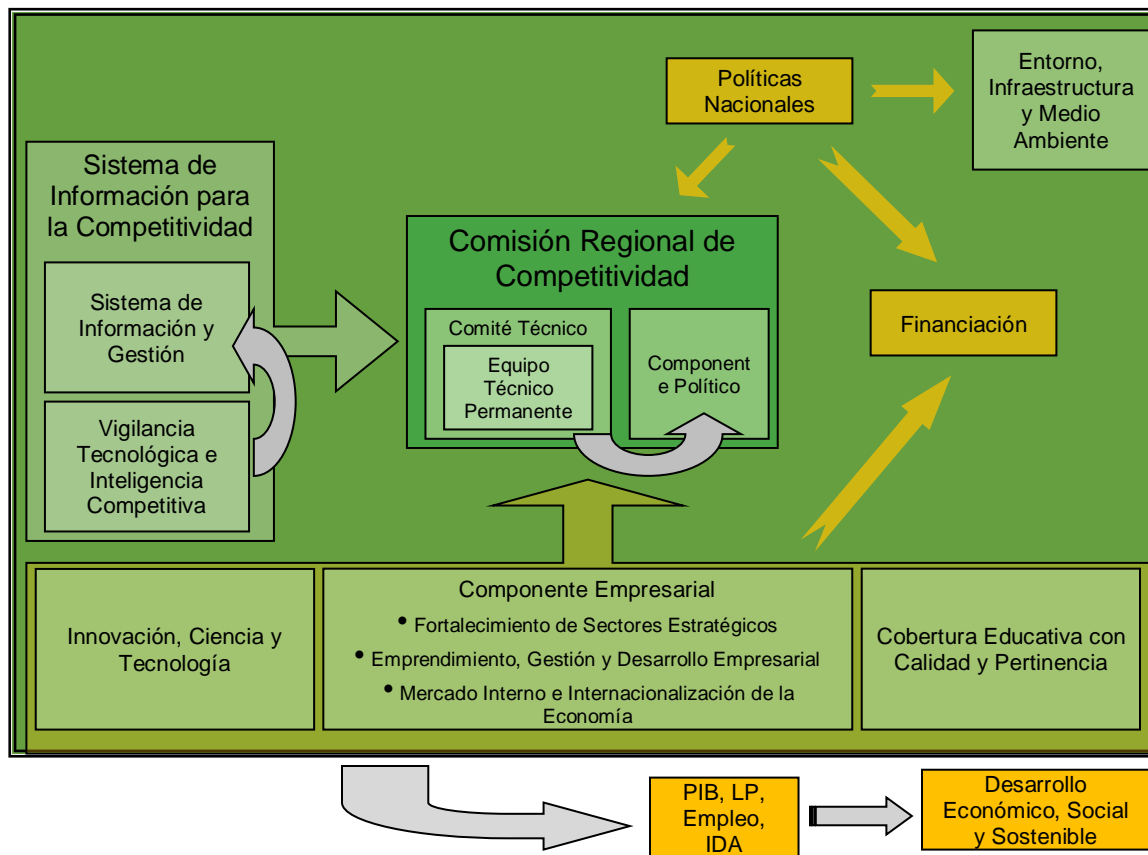 Políticas
Nacionales
Entorno,
Infraestructura
y Medio
Ambiente
Sistema de
Información para
la Competitividad
Sistema de
Información y
Gestión
Vigilancia
Tecnológica e
Inteligencia
Competitiva
Comisión Regional de
Competitividad
Comité Técnico
Equipo
Técnico
Permanente
Component
e Político
Financiación
Innovación, Ciencia y
Tecnología
Componente Empresarial
• Fortalecimiento de Sectores Estratégicos
• Emprendimiento, Gestión y Desarrollo Empresarial
• Mercado Interno e Internacionalización de la
Economía
Cobertura Educativa con
Calidad y Pertinencia
PIB, LP,
Empleo,
IDA
Desarrollo
Económico, Social
y Sostenible